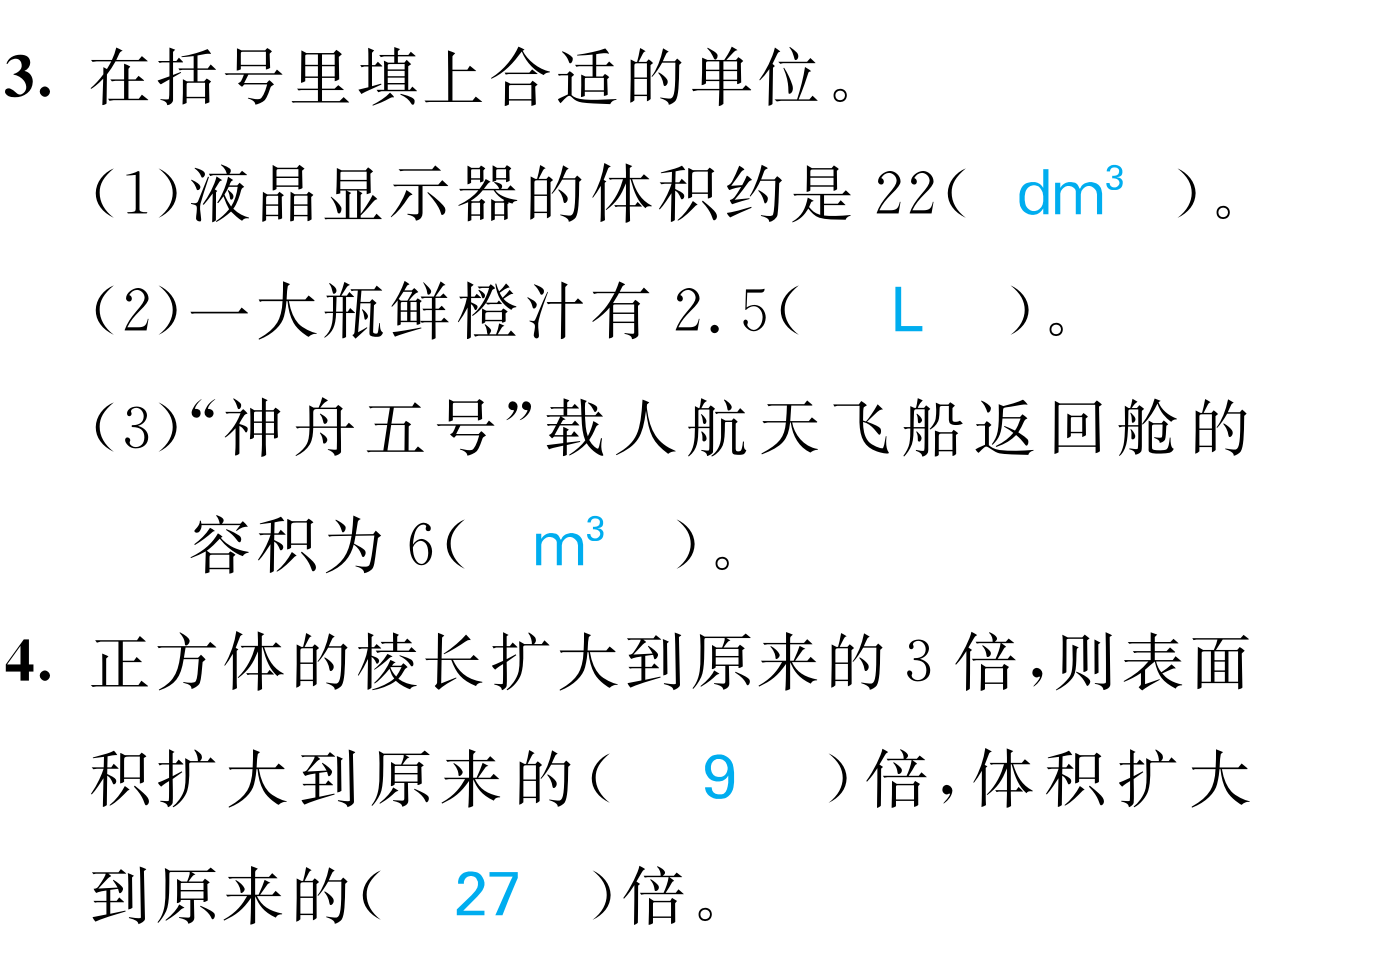 3. 在括号里填上合适的单位。
(1)液晶显示器的体积约是 22( dm³ )。
(2)一大瓶鲜橙汁有 2.5( L )。
(3)“神舟五号”载人航天飞船返回舱的
容积为 6( m³ )。
4. 正方体的棱长扩大到原来的 3 倍,则表面
积扩大到原来的( 9 )倍,体积扩大
到原来的( 27 )倍。